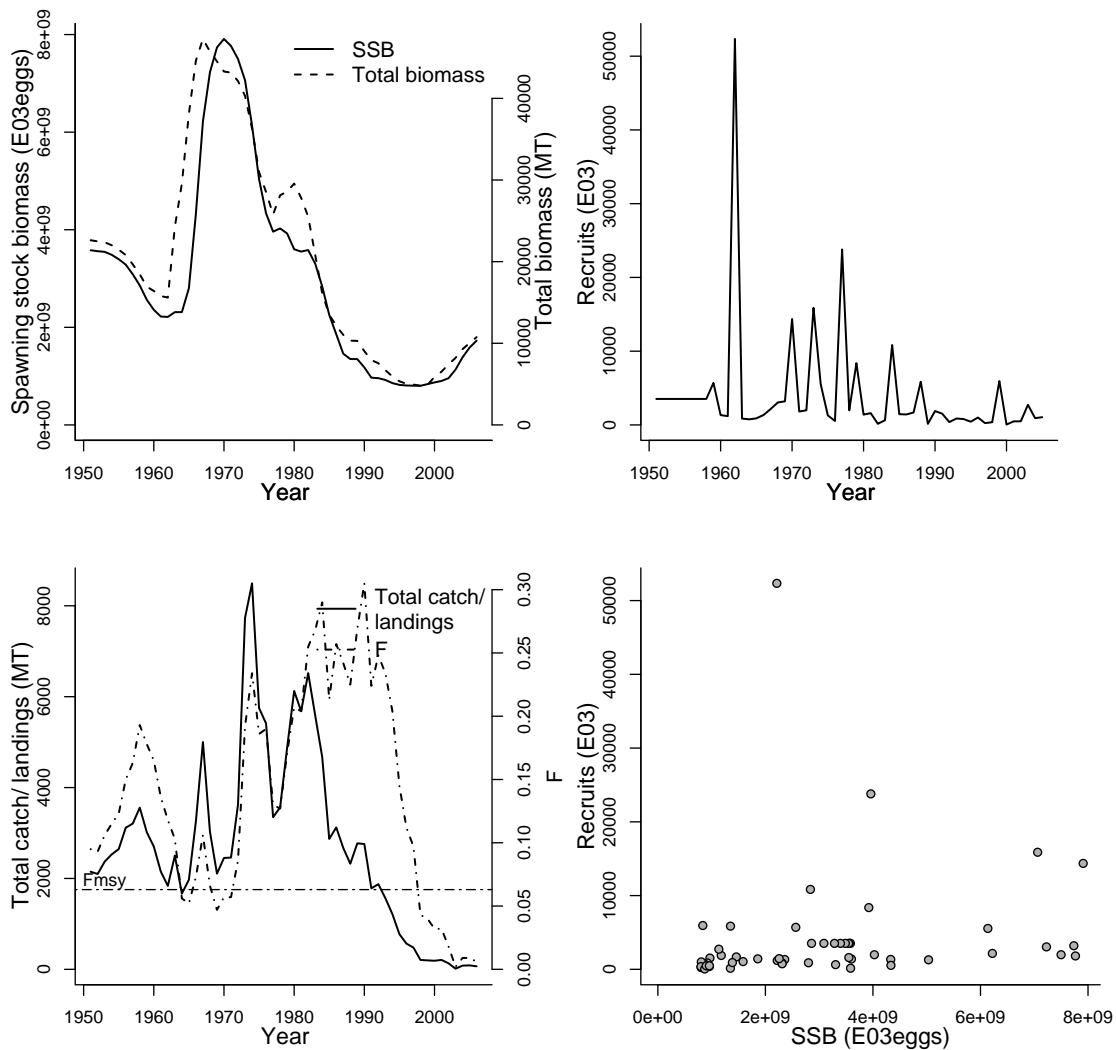 SSB
Total biomass
Spawning stock biomass (E03eggs)
0e+00 2e+09 4e+09 6e+09 8e+09
Total biomass (MT)
0 10000 20000 30000 40000
1950 1960 1970 1980 1990 2000
Year
Recruits (E03)
0 10000 20000 30000 40000 50000
1950 1960 1970 1980 1990 2000
Year
Total catch/ landings (MT)
0 2000 4000 6000 8000
Total catch/
landings
F
Fmsy
F
0.00 0.05 0.10 0.15 0.20 0.25 0.30
1950 1960 1970 1980 1990 2000
Year
Recruits (E03)
0 10000 20000 30000 40000 50000
0e+00 2e+09 4e+09 6e+09 8e+09
SSB (E03eggs)